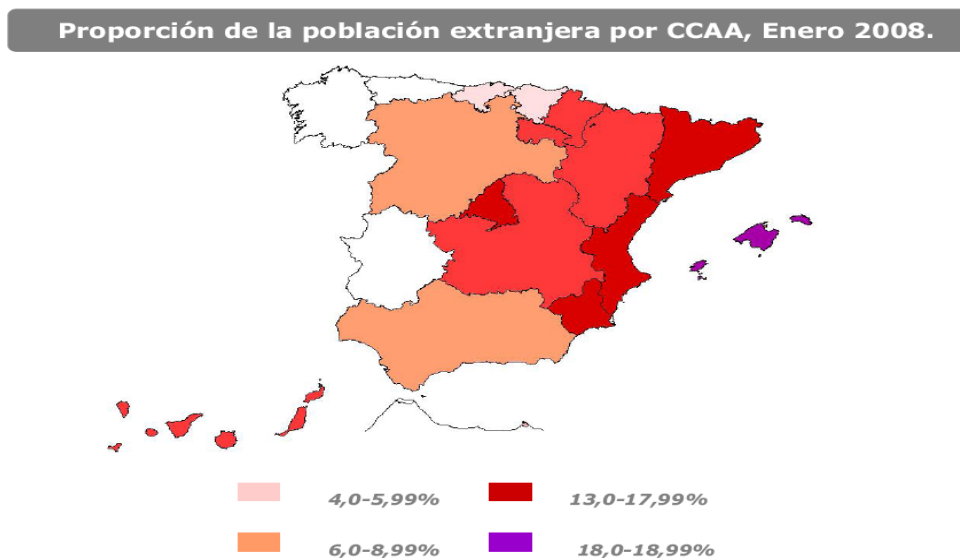 Proporción de la población extranjera por CCAA, Enero 2008.
4,0-5,99% 13,0-17,99%
6,0-8,99% 18,0-18,99%